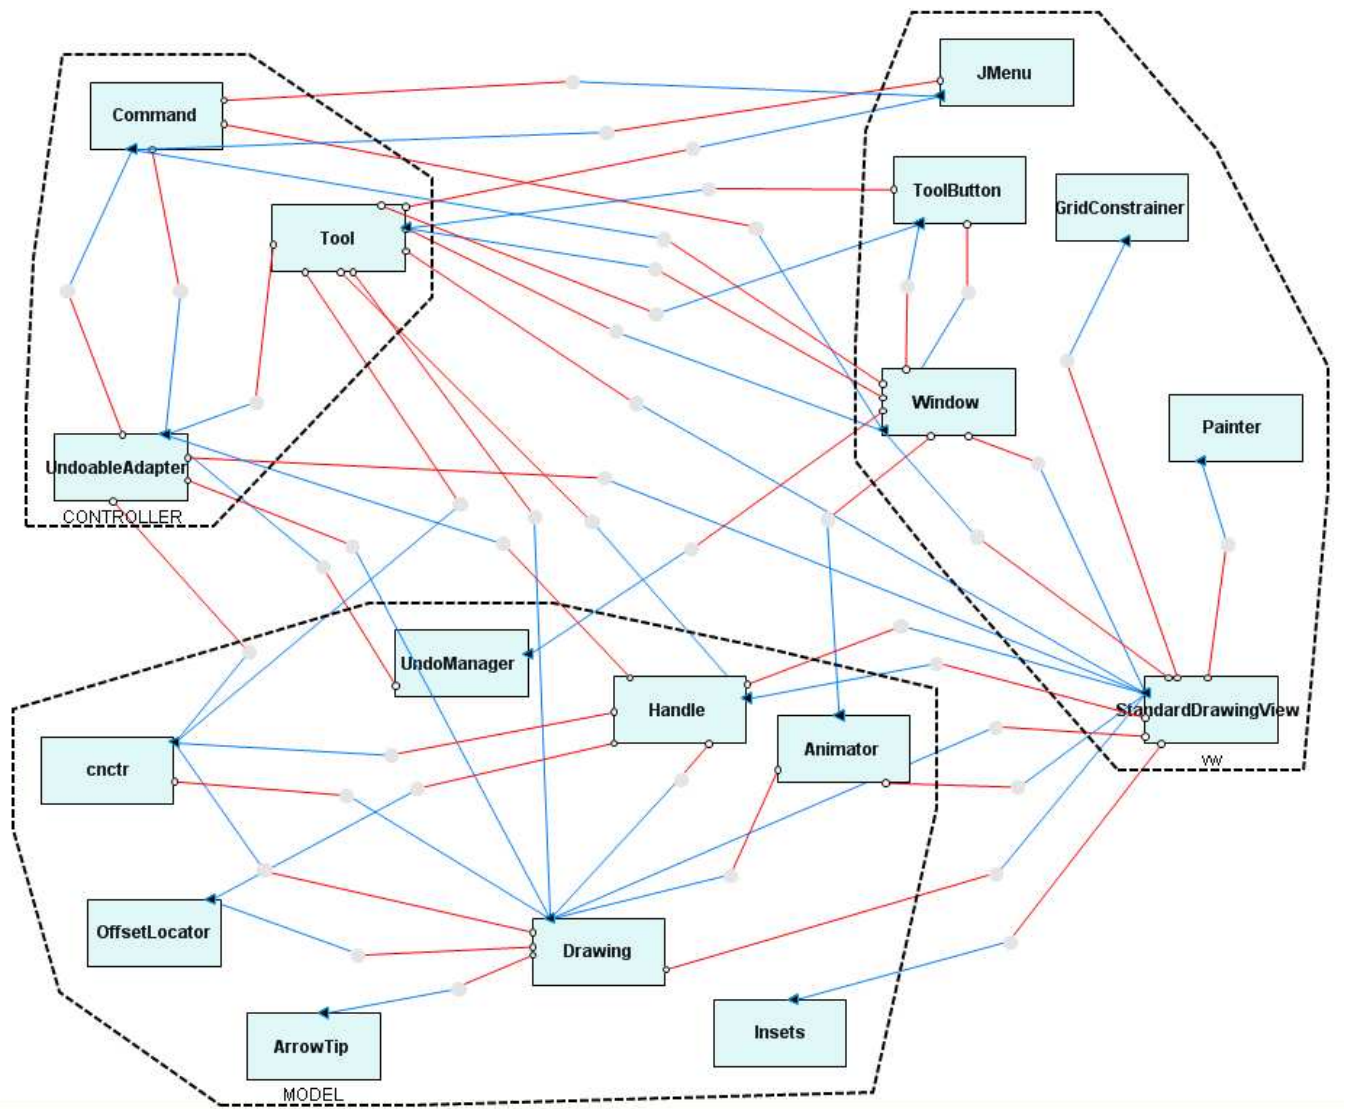 JMenu
Command
ToolButton
GridConstrainer
Tool
Window
Painter
UndoableAdapter
CONTROLLER
UndoManager
Handle
StandardDrawingView
Animator
VW
cnctr
OffsetLocator
Drawing
Insets
ArrowTip
MODEL